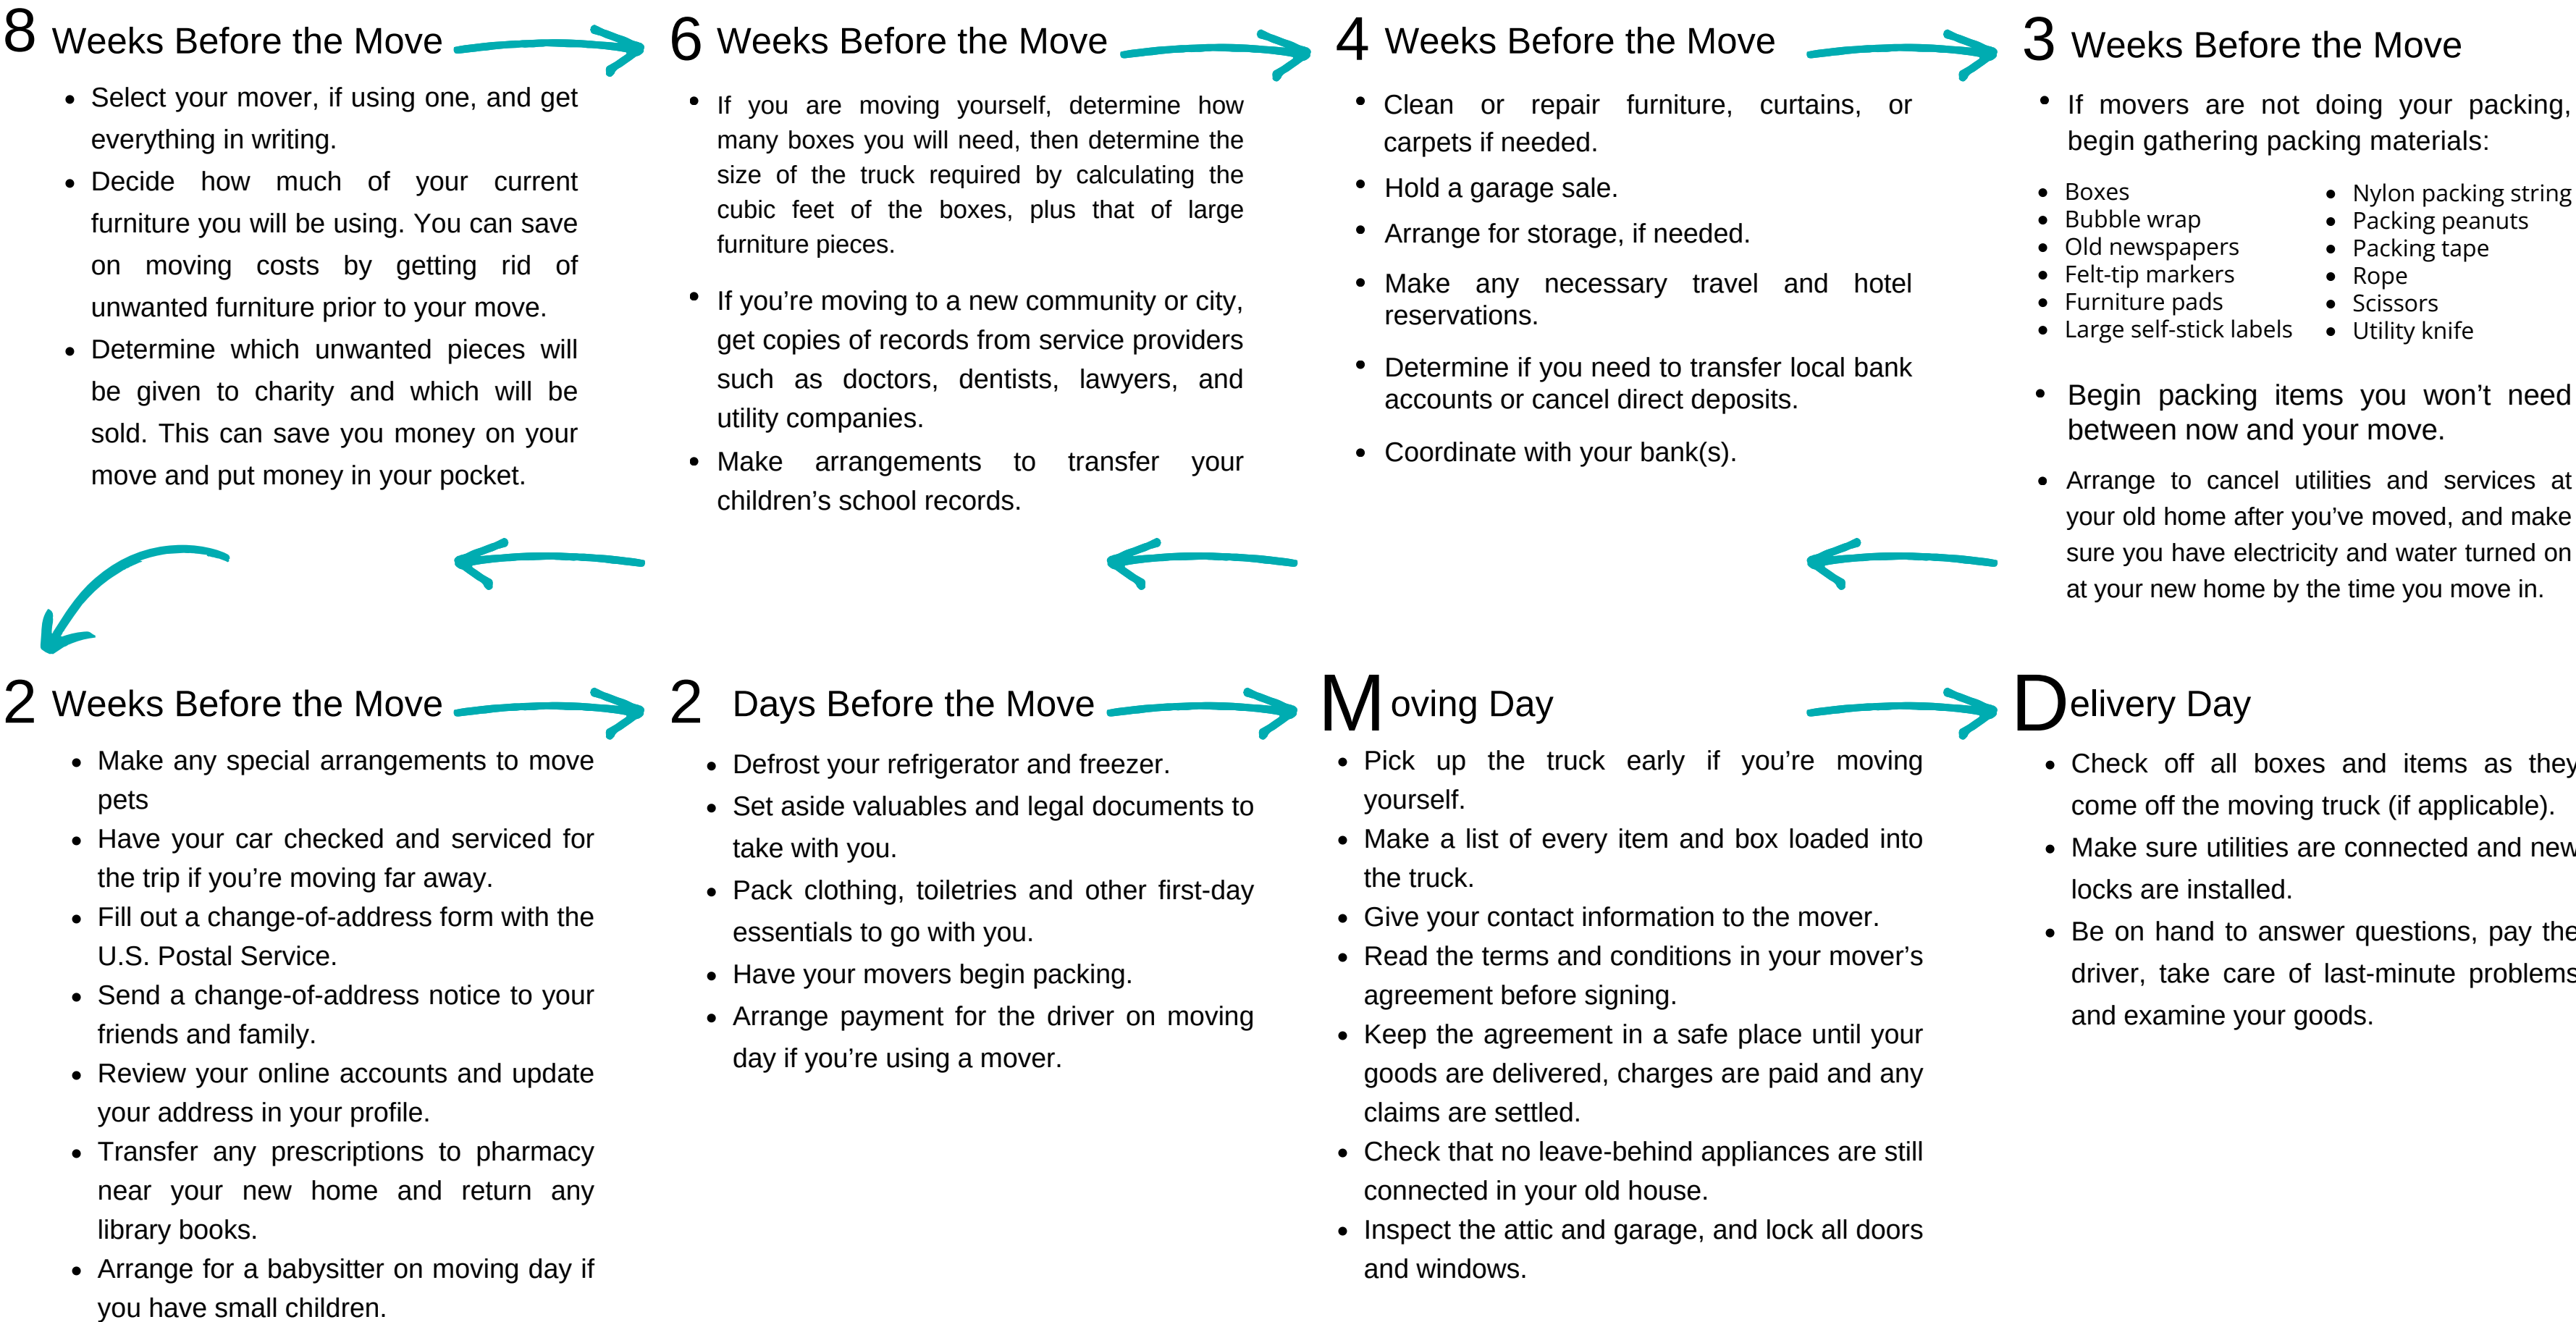 8 Weeks Before the Move
• Select your mover, if using one, and get
everything in writing.
• Decide how much of your current
furniture you will be using. You can save
on moving costs by getting rid of
unwanted furniture prior to your move.
• Determine which unwanted pieces will
be given to charity and which will be
sold. This can save you money on your
move and put money in your pocket.
6 Weeks Before the Move
• If you are moving yourself, determine how
many boxes you will need, then determine the
size of the truck required by calculating the
cubic feet of the boxes, plus that of large
furniture pieces.
• If you’re moving to a new community or city,
get copies of records from service providers
such as doctors, dentists, lawyers, and
utility companies.
• Make arrangements to transfer your
children’s school records.
4 Weeks Before the Move
• Clean or repair furniture, curtains, or
carpets if needed.
• Hold a garage sale.
• Arrange for storage, if needed.
• Make any necessary travel and hotel
reservations.
• Determine if you need to transfer local bank
accounts or cancel direct deposits.
• Coordinate with your bank(s).
3 Weeks Before the Move
• If movers are not doing your packing,
begin gathering packing materials:
• Boxes
• Bubble wrap
• Old newspapers
• Felt-tip markers
• Furniture pads
• Large self-stick labels
• Nylon packing string
• Packing peanuts
• Packing tape
• Rope
• Scissors
• Utility knife
• Begin packing items you won’t need
between now and your move.
• Arrange to cancel utilities and services at
your old home after you’ve moved, and make
sure you have electricity and water turned on
at your new home by the time you move in.
2 Weeks Before the Move
• Make any special arrangements to move
pets
• Have your car checked and serviced for
the trip if you’re moving far away.
• Fill out a change-of-address form with the
U.S. Postal Service.
• Send a change-of-address notice to your
friends and family.
• Review your online accounts and update
your address in your profile.
• Transfer any prescriptions to pharmacy
near your new home and return any
library books.
• Arrange for a babysitter on moving day if
you have small children.
2 Days Before the Move
• Defrost your refrigerator and freezer.
• Set aside valuables and legal documents to
take with you.
• Pack clothing, toiletries and other first-day
essentials to go with you.
• Have your movers begin packing.
• Arrange payment for the driver on moving
day if you’re using a mover.
Moving Day
• Pick up the truck early if you’re moving
yourself.
• Make a list of every item and box loaded into
the truck.
• Give your contact information to the mover.
• Read the terms and conditions in your mover’s
agreement before signing.
• Keep the agreement in a safe place until your
goods are delivered, charges are paid and any
claims are settled.
• Check that no leave-behind appliances are still
connected in your old house.
• Inspect the attic and garage, and lock all doors
and windows.
Delivery Day
• Check off all boxes and items as they
come off the moving truck (if applicable).
• Make sure utilities are connected and new
locks are installed.
• Be on hand to answer questions, pay the
driver, take care of last-minute problems
and examine your goods.